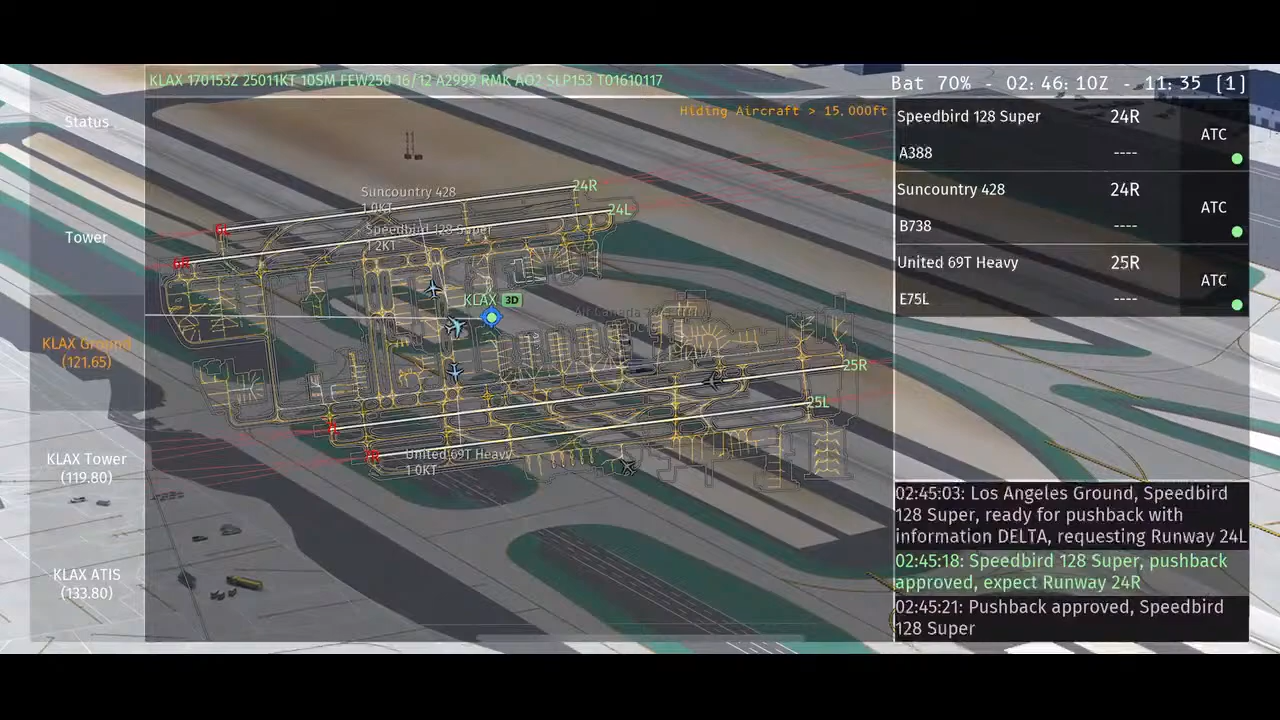 KLAX 170153Z 25011KT 10SM FEW250 16/12 A2999 RMK AO2 SLP153 T01610117
Bat 70% - 02:46:10Z - 11:35 [1]
Hiding Aircraft > 15,000ft
Status
Tower
KLAX Ground
(121.65)
KLAX Tower
(119.80)
KLAX ATIS
(133.80)
Suncountry 428
1.0KT
24R
24L
6L
Speedbird 128 Super
1.2KT
6R
KLAX 3D
25R
25L
7R
United 69T Heavy
1.0KT
Speedbird 128 Super 24R
ATC
A388 ----
Suncountry 428 24R
ATC
B738 ----
United 69T Heavy 25R
ATC
E75L ----
02:45:03: Los Angeles Ground, Speedbird
128 Super, ready for pushback with
information DELTA, requesting Runway 24L
02:45:18: Speedbird 128 Super, pushback
approved, expect Runway 24R
02:45:21: Pushback approved, Speedbird
128 Super